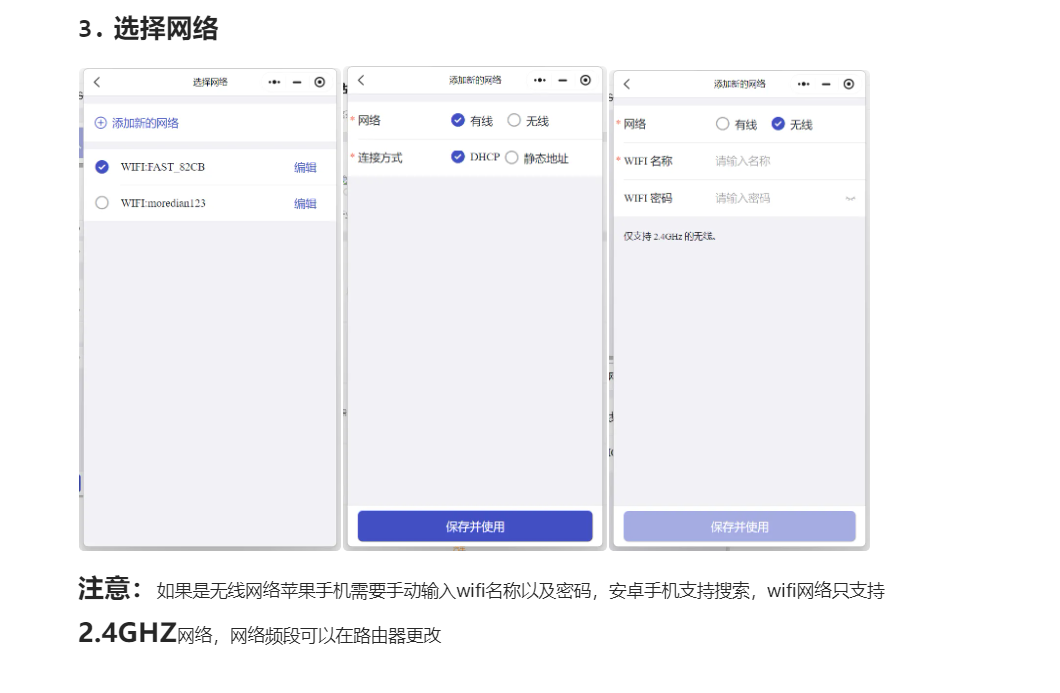 3. 选择网络
选择网络
添加新的网络
WIFI:FAST_82CB 编辑
WIFI:moredian123 编辑
添加新的网络
* 网络 有线 无线
* 连接方式 DHCP 静态地址
保存并使用
添加新的网络
* 网络 有线 无线
* WIFI 名称 请输入名称
WIFI 密码 请输入密码
仅支持 2.4GHz 的无线。
保存并使用
注意：如果是无线网络苹果手机需要手动输入wifi名称以及密码，安卓手机支持搜索，wifi网络只支持
2.4GHZ网络，网络频段可以在路由器更改